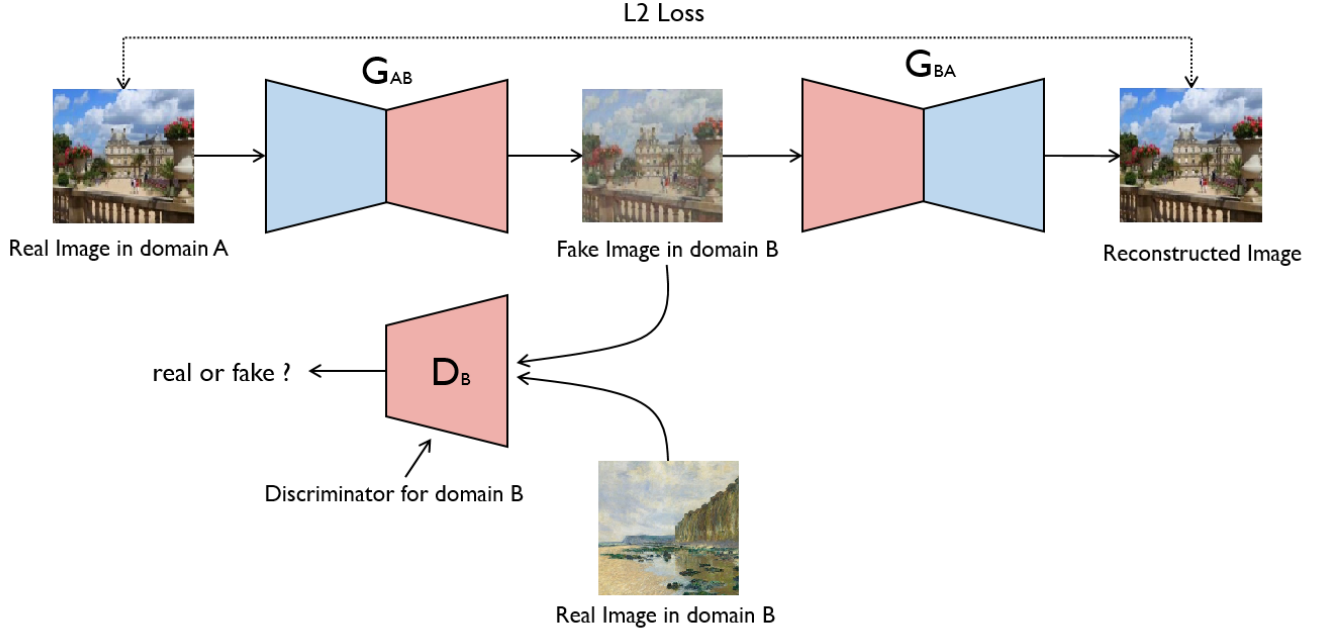 L2 Loss
GAB
GBA
Real Image in domain A
Fake Image in domain B
Reconstructed Image
real or fake ?
DB
Discriminator for domain B
Real Image in domain B